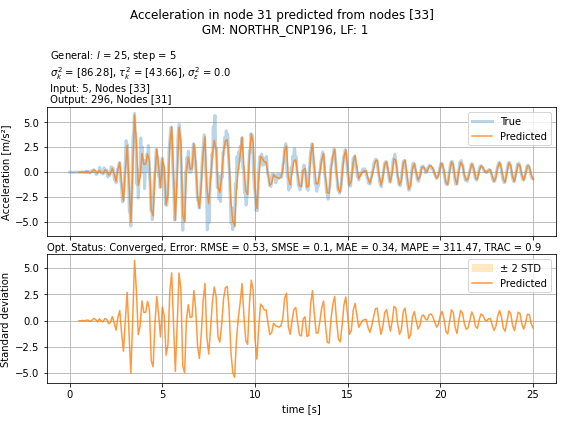 Acceleration in node 31 predicted from nodes [33]
GM: NORTHR_CNP196, LF: 1
General: l = 25, step = 5
σ²ₖ = [86.28], τ²ₖ = [43.66], σ²ε = 0.0
Input: 5, Nodes [33]
Output: 296, Nodes [31]
Acceleration [m/s²]
5.0
2.5
0.0
−2.5
−5.0
True
Predicted
Opt. Status: Converged, Error: RMSE = 0.53, SMSE = 0.1, MAE = 0.34, MAPE = 311.47, TRAC = 0.9
Standard deviation
5.0
2.5
0.0
−2.5
−5.0
± 2 STD
Predicted
0 5 10 15 20 25
time [s]